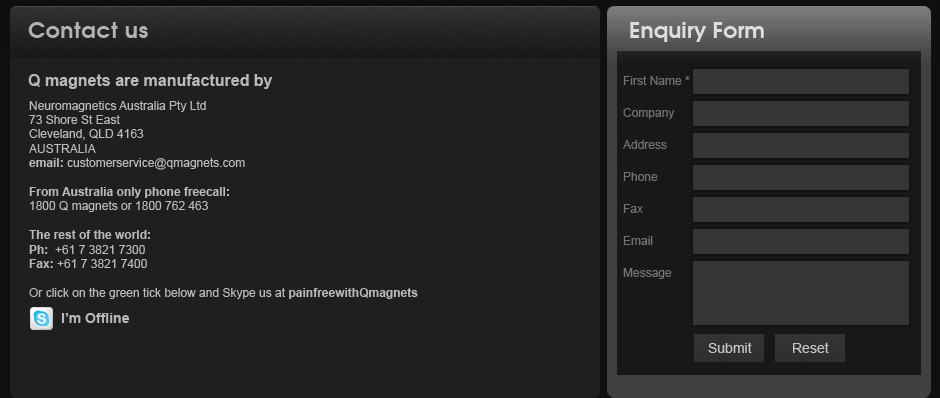 Contact us
Q magnets are manufactured by
Neuromagnetics Australia Pty Ltd
73 Shore St East
Cleveland, QLD 4163
AUSTRALIA
email: customerservice@qmagnets.com
From Australia only phone freecall:
1800 Q magnets or 1800 762 463
The rest of the world:
Ph: +61 7 3821 7300
Fax: +61 7 3821 7400
Or click on the green tick below and Skype us at painfreewithQmagnets
I'm Offline
Enquiry Form
First Name *
Company
Address
Phone
Fax
Email
Message
Submit Reset